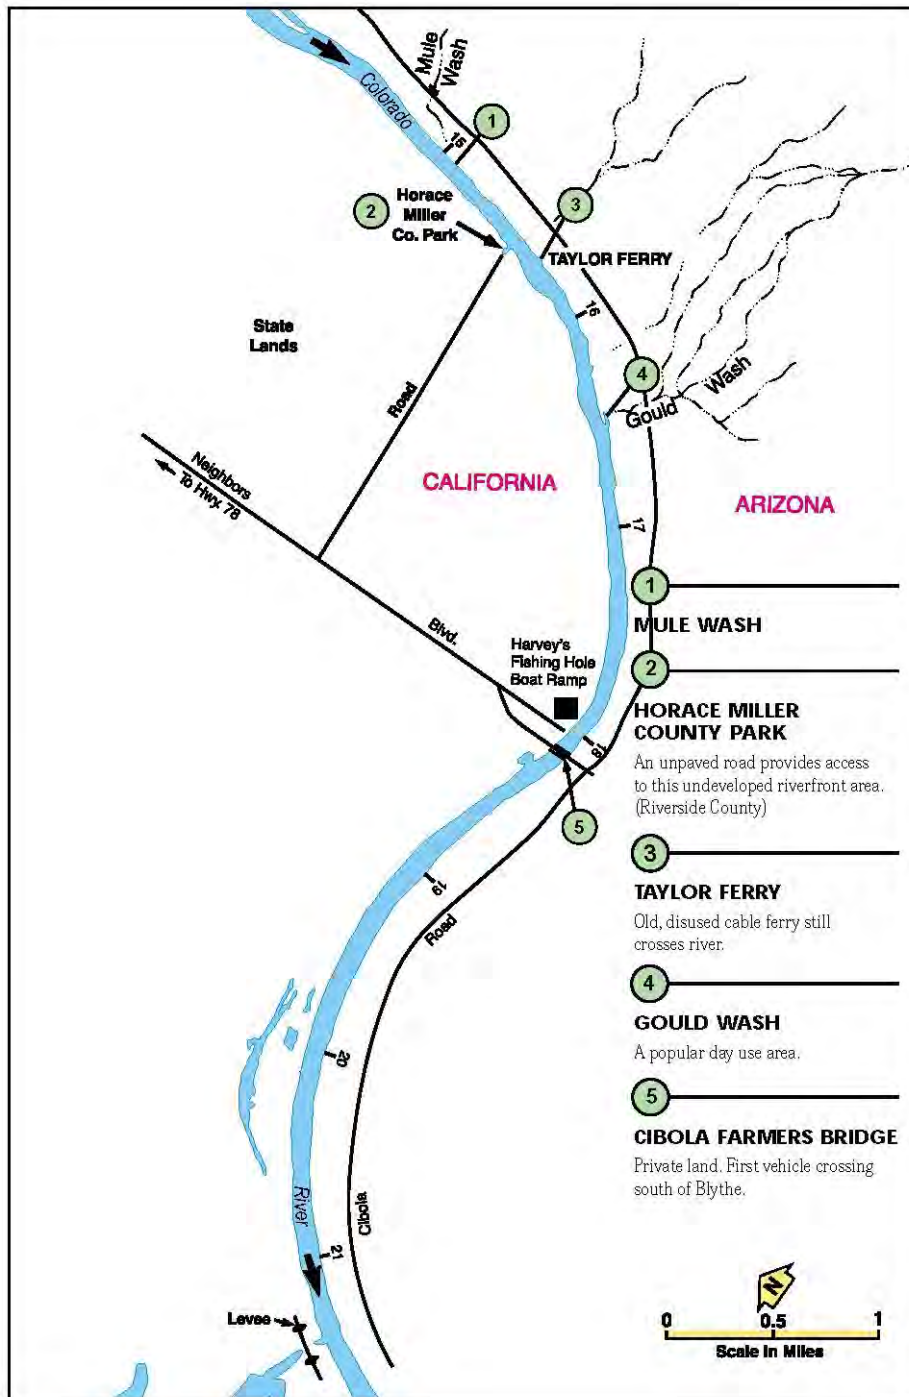 Mule
Wash
Colorado
1
15
2
Horace
Miller
Co. Park
3
TAYLOR FERRY
16
State
Lands
4
Wash
Gould
Road
Neighbors
To Hwy. 78
CALIFORNIA
ARIZONA
17
Blvd.
Harvey's
Fishing Hole
Boat Ramp
18
5
19
Road
20
River
Cibola
21
Levee
1
MULE WASH
2
HORACE MILLER
COUNTY PARK
An unpaved road provides access
to this undeveloped riverfront area.
(Riverside County)
3
TAYLOR FERRY
Old, disused cable ferry still
crosses river.
4
GOULD WASH
A popular day use area.
5
CIBOLA FARMERS BRIDGE
Private land. First vehicle crossing
south of Blythe.
N
0 0.5 1
Scale in Miles